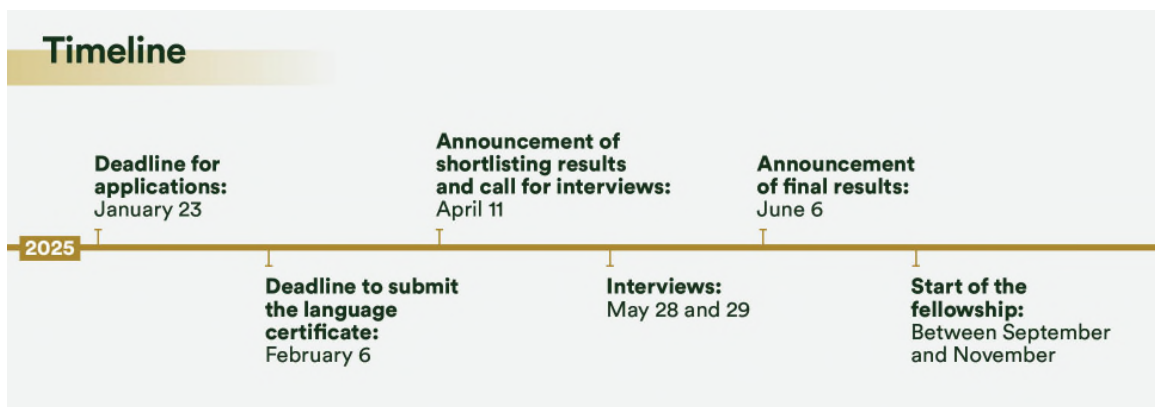 Timeline
Deadline for
applications:
January 23
Announcement of
shortlisting results
and call for interviews:
April 11
Announcement
of final results:
June 6
2025
Deadline to submit
the language
certificate:
February 6
Interviews:
May 28 and 29
Start of the
fellowship:
Between September
and November